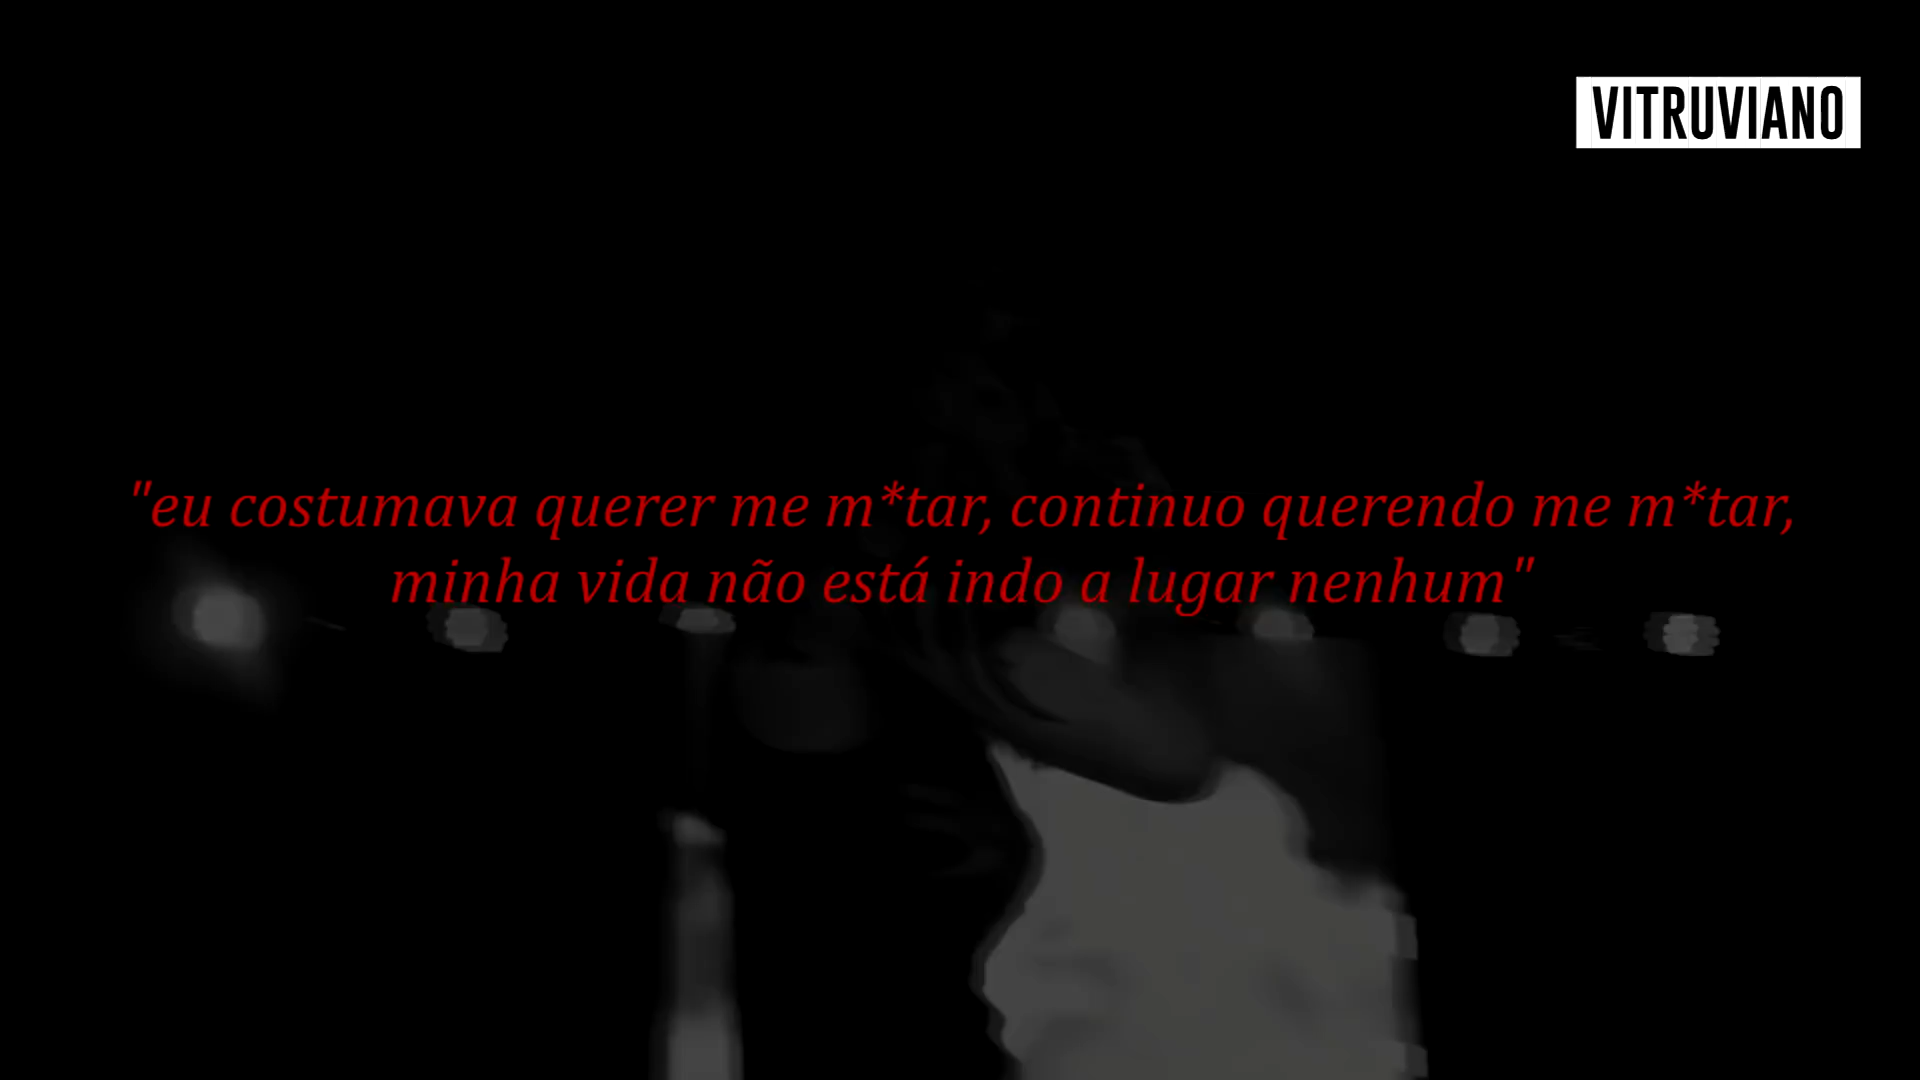 VITRUVIANO
"eu costumava querer me m*tar, continuo querendo me m*tar,
minha vida não está indo a lugar nenhum"